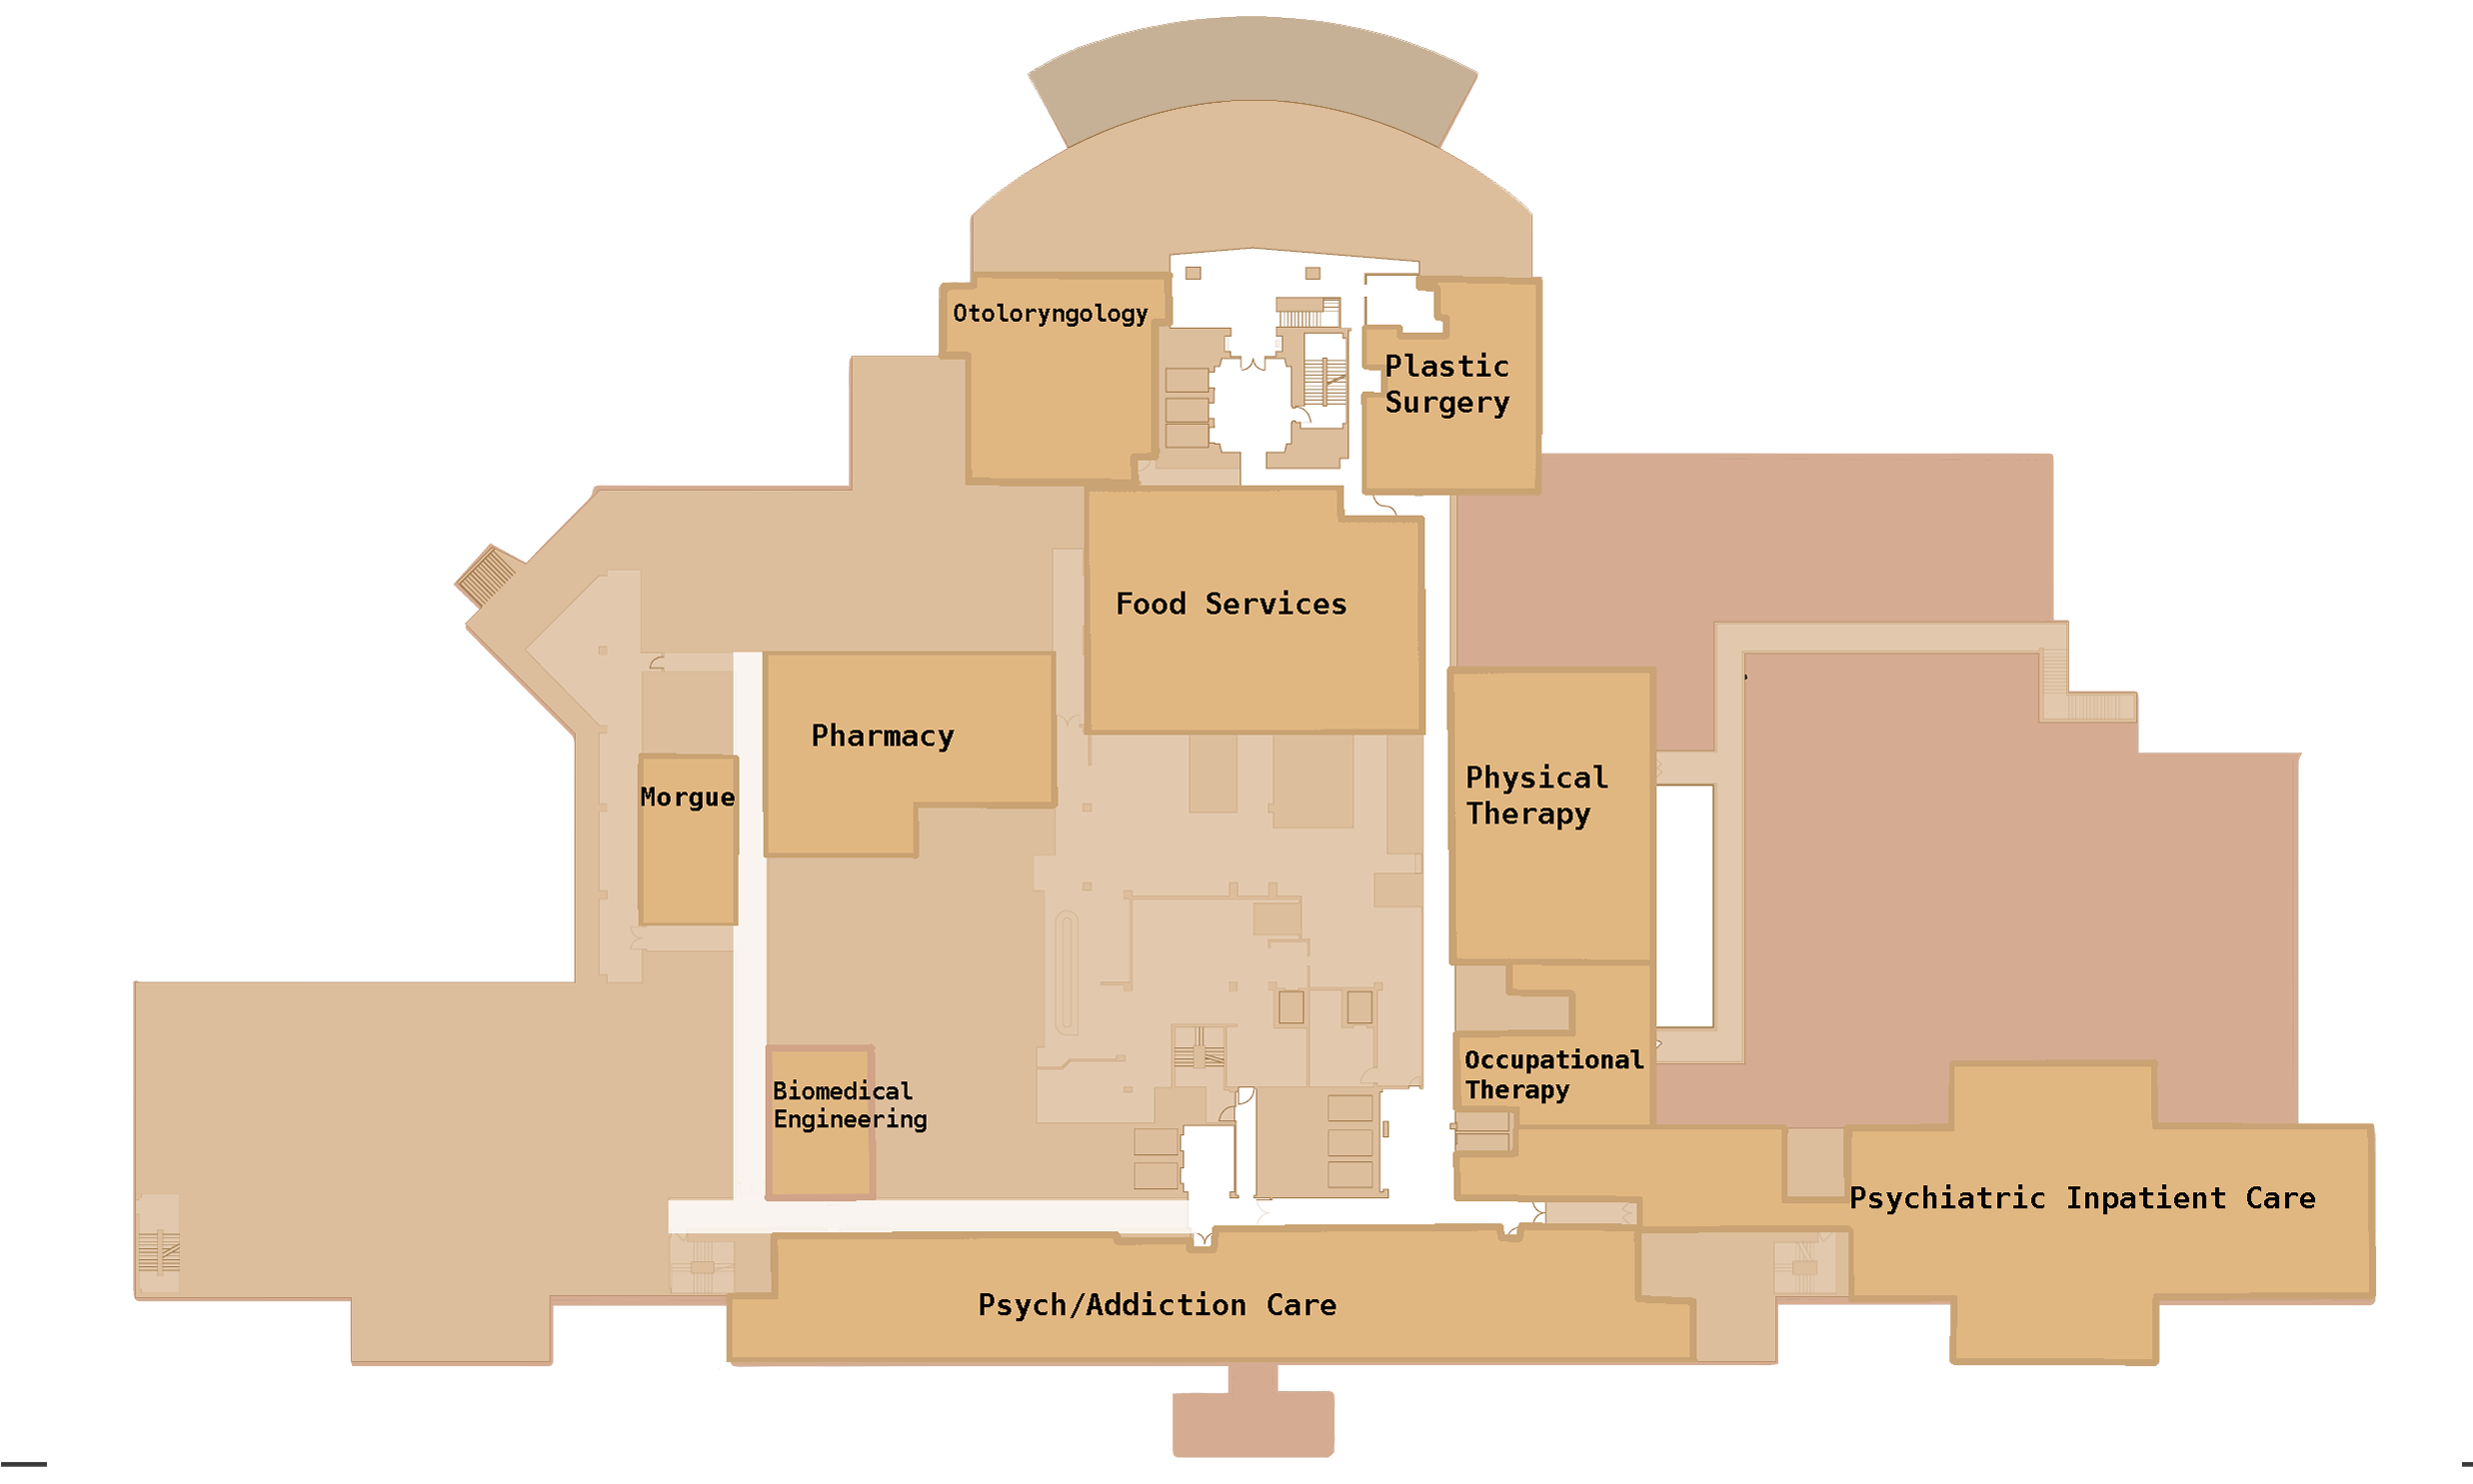 Otoloryngology
Plastic
Surgery
Food Services
Pharmacy
Physical
Therapy
Morgue
Occupational
Therapy
Biomedical
Engineering
Psychiatric Inpatient Care
Psych/Addiction Care